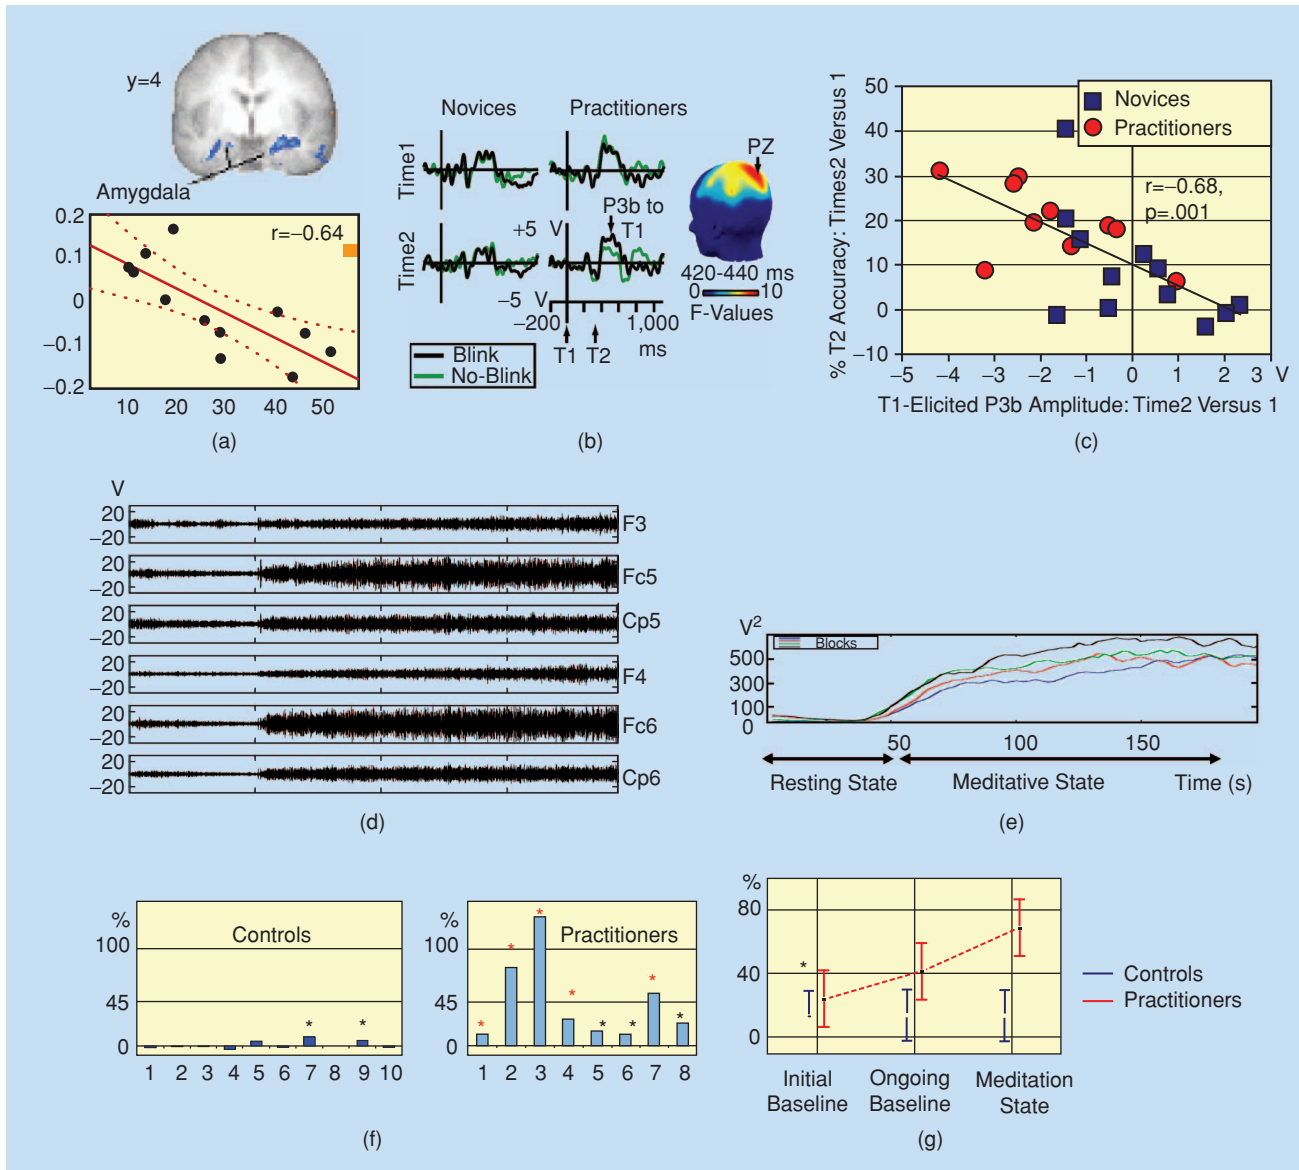 y=4
Amygdala
0.2
0.1
0
−0.1
−0.2
r=−0.64
10 20 30 40 50
(a)
Novices Practitioners
Time1
Time2
PZ
P3b to
T1
+5 V
−5 V
−200 1,000
ms
T1 T2
Blink
No-Blink
420-440 ms
0 10
F-Values
(b)
% T2 Accuracy: Times2 Versus 1
50
40
30
20
10
0
−10
Novices
Practitioners
r=−0.68,
p=.001
−5 −4 −3 −2 −1 0 1 2 3 V
T1-Elicited P3b Amplitude: Time2 Versus 1
(c)
V
20
−20
F3
20
−20
Fc5
20
−20
Cp5
20
−20
F4
20
−20
Fc6
20
−20
Cp6
(d)
V2
Blocks
500
300
100
0
50 100 150
Resting State Meditative State Time (s)
(e)
%
100
45
0
Controls
* *
1 2 3 4 5 6 7 8 9 10
%
100
45
0
Practitioners
* * * * * * * *
1 2 3 4 5 6 7 8
(f)
%
80
40
0
*
Controls
Practitioners
Initial
Baseline
Ongoing
Baseline
Meditation
State
(g)